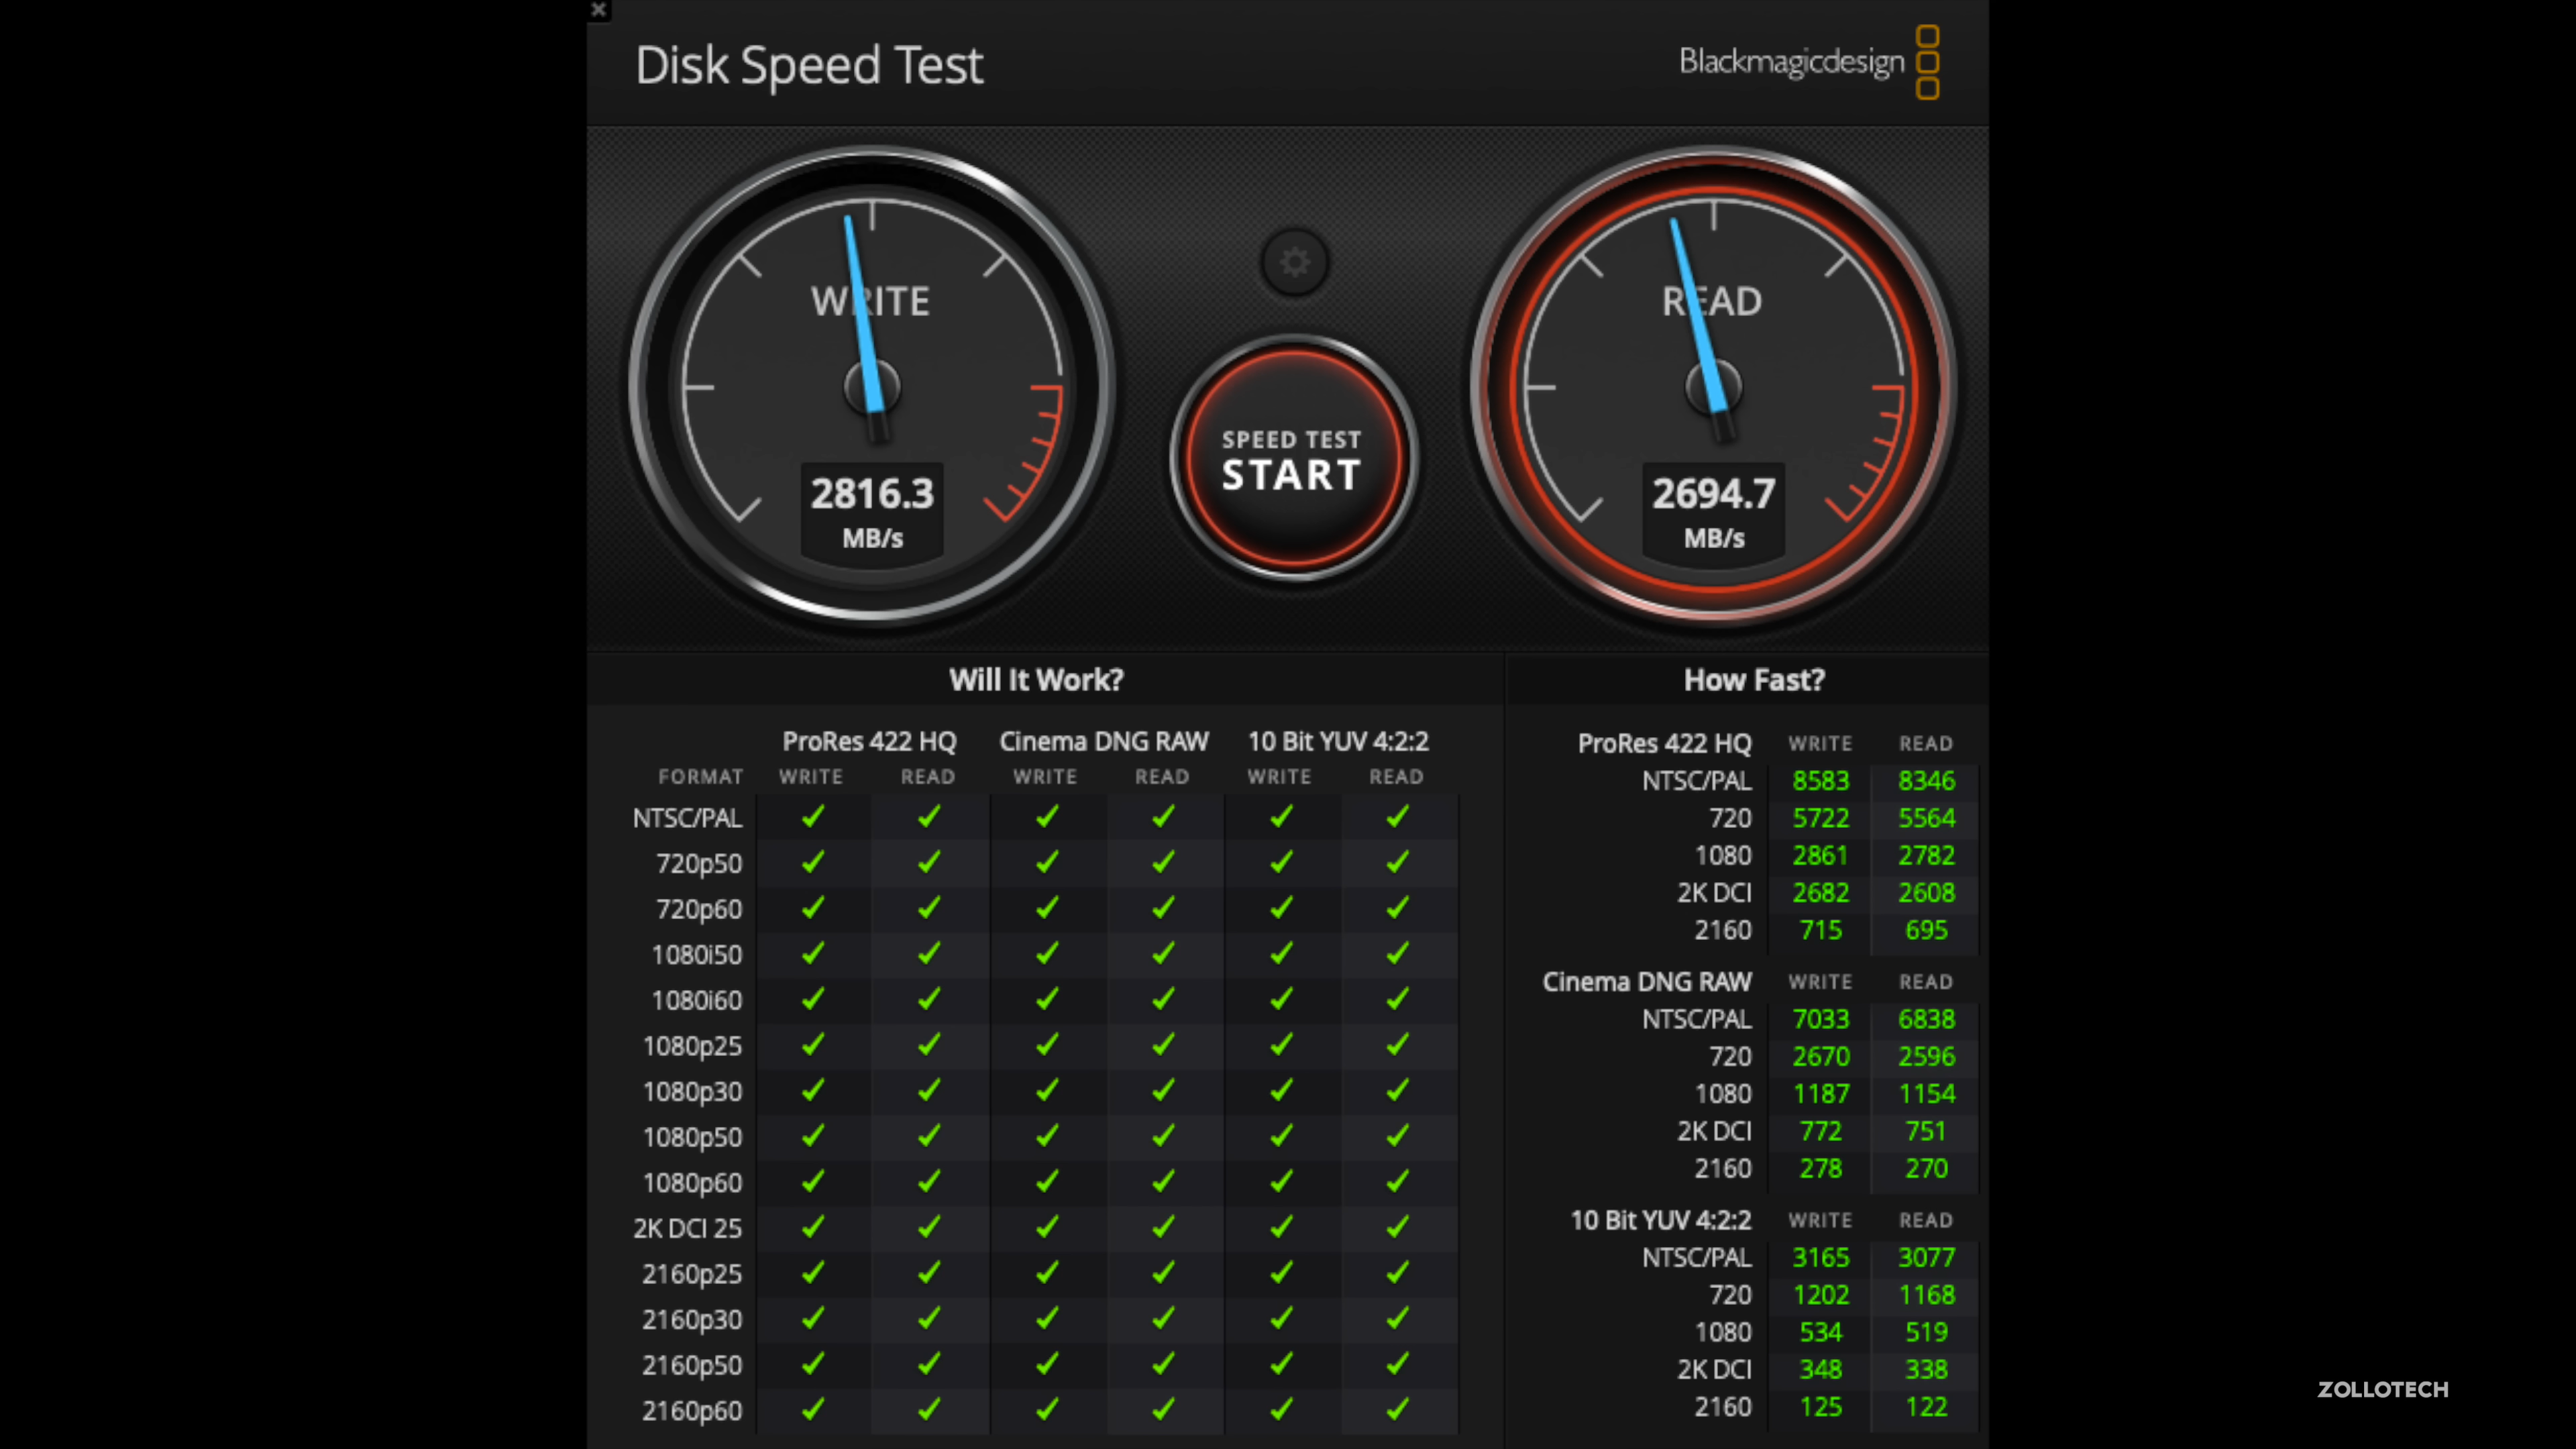 Disk Speed Test
Blackmagicdesign
WRITE
2816.3
MB/s
SPEED TEST
START
READ
2694.7
MB/s
Will It Work?
ProRes 422 HQ Cinema DNG RAW 10 Bit YUV 4:2:2
FORMAT WRITE READ WRITE READ WRITE READ
NTSC/PAL
720p50
720p60
1080i50
1080i60
1080p25
1080p30
1080p50
1080p60
2K DCI 25
2160p25
2160p30
2160p50
2160p60
How Fast?
ProRes 422 HQ WRITE READ
NTSC/PAL 8583 8346
720 5722 5564
1080 2861 2782
2K DCI 2682 2608
2160 715 695
Cinema DNG RAW WRITE READ
NTSC/PAL 7033 6838
720 2670 2596
1080 1187 1154
2K DCI 772 751
2160 278 270
10 Bit YUV 4:2:2 WRITE READ
NTSC/PAL 3165 3077
720 1202 1168
1080 534 519
2K DCI 348 338
2160 125 122
ZOLLOTECH